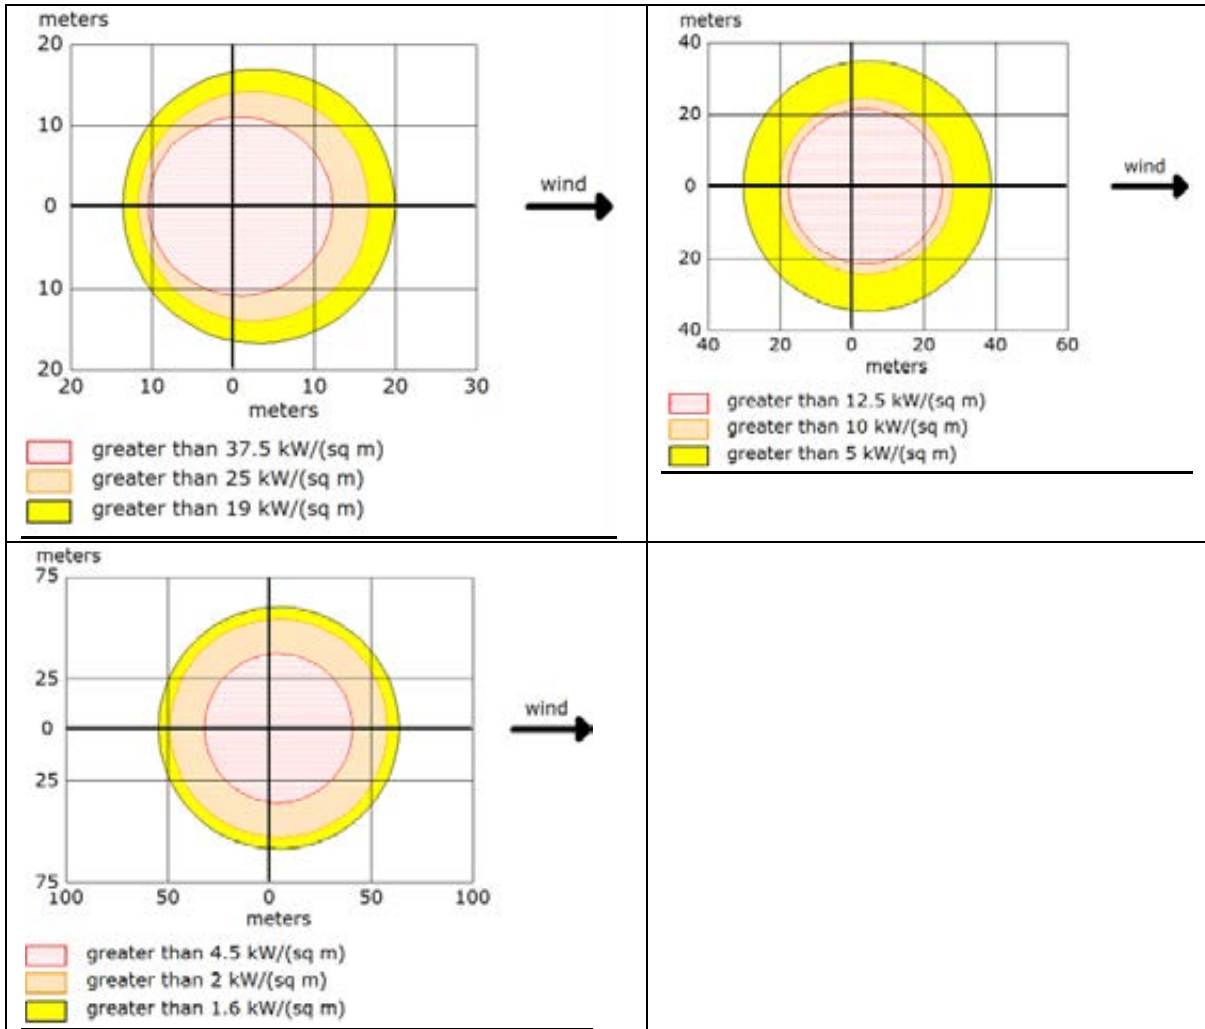 meters
20
10
0
10
20
20 10 0 10 20 30
meters
wind
greater than 37.5 kW/(sq m)
greater than 25 kW/(sq m)
greater than 19 kW/(sq m)
meters
40
20
0
20
40
40 20 0 20 40 60
meters
wind
greater than 12.5 kW/(sq m)
greater than 10 kW/(sq m)
greater than 5 kW/(sq m)
meters
75
25
0
25
75
100 50 0 50 100
meters
wind
greater than 4.5 kW/(sq m)
greater than 2 kW/(sq m)
greater than 1.6 kW/(sq m)